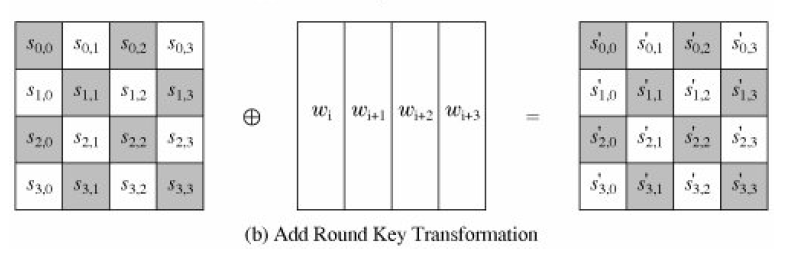 s0,0 s0,1 s0,2 s0,3 s'0,0 s'0,1 s'0,2 s'0,3
s1,0 s1,1 s1,2 s1,3 s'1,0 s'1,1 s'1,2 s'1,3
⊕ wi wi+1 wi+2 wi+3 =
s2,0 s2,1 s2,2 s2,3 s'2,0 s'2,1 s'2,2 s'2,3
s3,0 s3,1 s3,2 s3,3 s'3,0 s'3,1 s'3,2 s'3,3
(b) Add Round Key Transformation